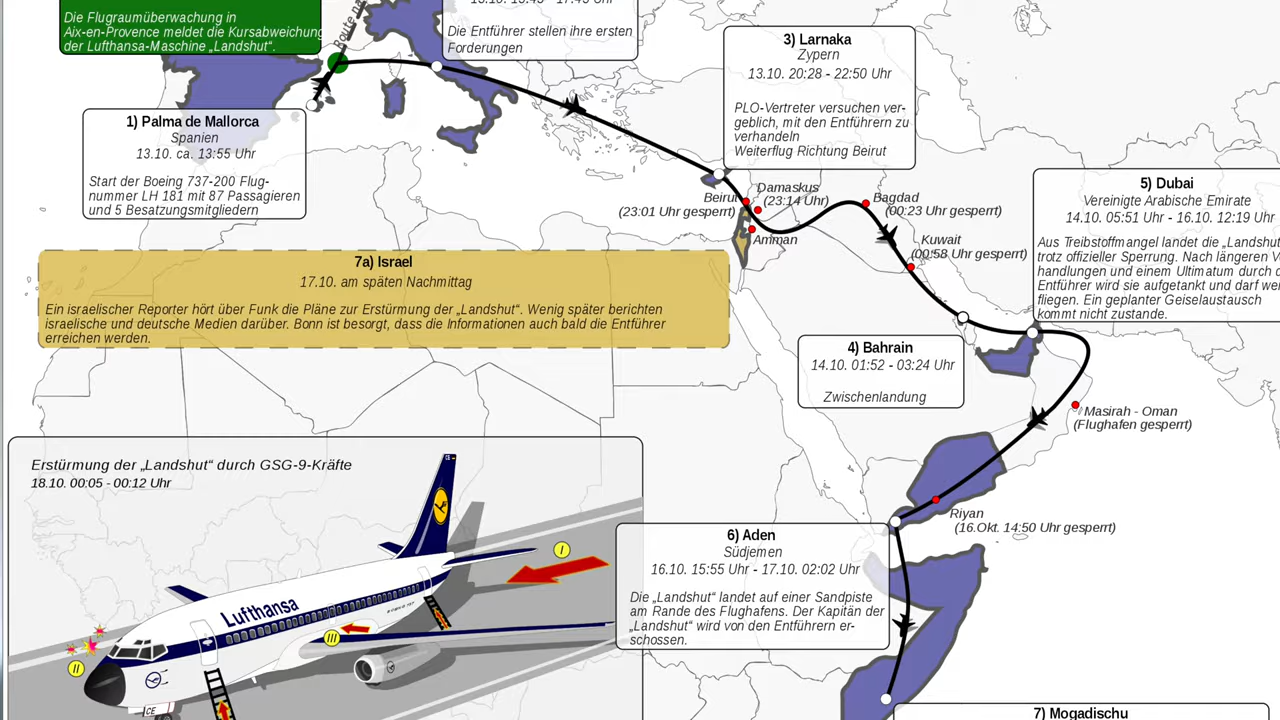 Die Flugraumüberwachung in
Aix-en-Provence meldet die Kursabweichung
der Lufthansa-Maschine „Landshut“.
Die Entführer stellen ihre ersten
Forderungen
3) Larnaka
Zypern
13.10. 20:28 - 22:50 Uhr
PLO-Vertreter versuchen ver-
geblich, mit den Entführern zu
verhandeln
Weiterflug Richtung Beirut
1) Palma de Mallorca
Spanien
13.10. ca. 13:55 Uhr
Start der Boeing 737-200 Flug-
nummer LH 181 mit 87 Passagieren
und 5 Besatzungsmitgliedern
Beirut
(23:01 Uhr gesperrt)
Damaskus
(23:14 Uhr)
Amman
Bagdad
(00:23 Uhr gesperrt)
Kuwait
(00:58 Uhr gesperrt)
5) Dubai
Vereinigte Arabische Emirate
14.10. 05:51 Uhr - 16.10. 12:19 Uhr
Aus Treibstoffmangel landet die „Landshut
trotz offizieller Sperrung. Nach längeren V
handlungen und einem Ultimatum durch d
Entführer wird sie aufgetankt und darf wei
fliegen. Ein geplanter Geiselaustausch
kommt nicht zustande.
7a) Israel
17.10. am späten Nachmittag
Ein israelischer Reporter hört über Funk die Pläne zur Erstürmung der „Landshut“. Wenig später berichten
israelische und deutsche Medien darüber. Bonn ist besorgt, dass die Informationen auch bald die Entführer
erreichen werden.
4) Bahrain
14.10. 01:52 - 03:24 Uhr
Zwischenlandung
Masirah - Oman
(Flughafen gesperrt)
Riyan
(16.Okt. 14:50 Uhr gesperrt)
Erstürmung der „Landshut“ durch GSG-9-Kräfte
18.10. 00:05 - 00:12 Uhr
I
II
III
Lufthansa
CE
6) Aden
Südjemen
16.10. 15:55 Uhr - 17.10. 02:02 Uhr
Die „Landshut“ landet auf einer Sandpiste
am Rande des Flughafens. Der Kapitän der
„Landshut“ wird von den Entführern er-
schossen.
7) Mogadischu